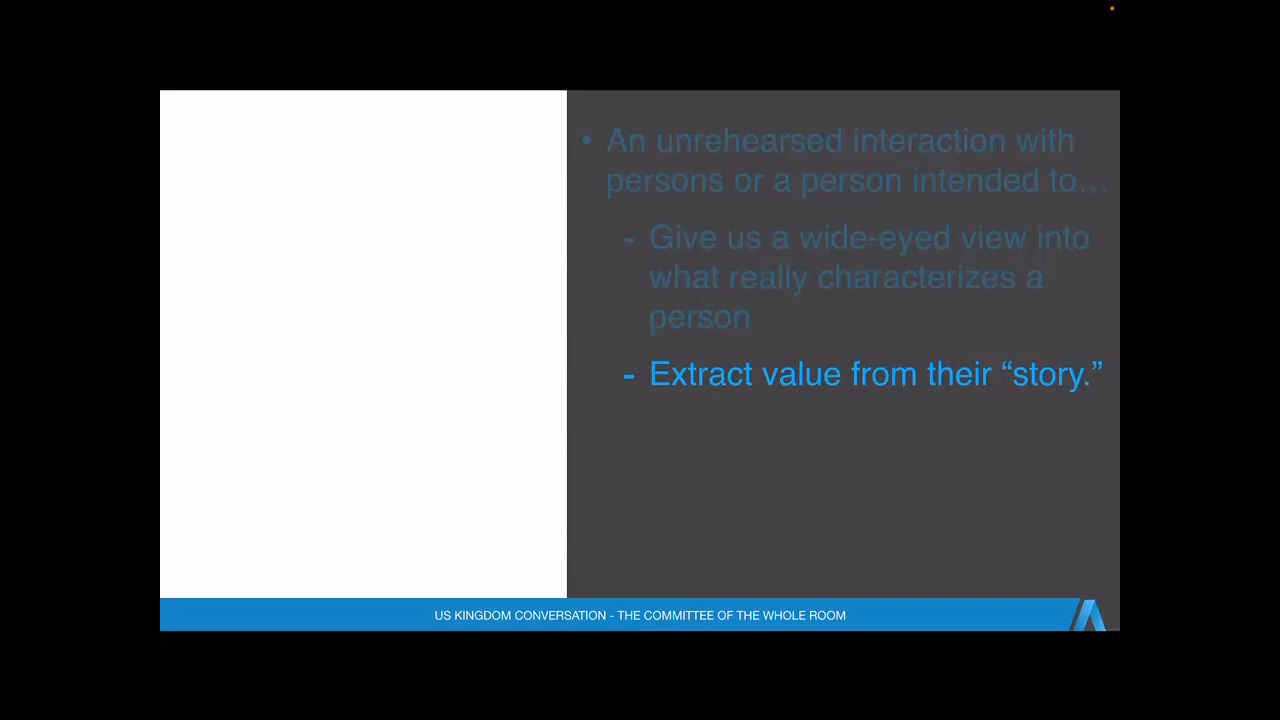 • An unrehearsed interaction with
persons or a person intended to…
- Give us a wide-eyed view into
what really characterizes a
person
- Extract value from their “story.”
US KINGDOM CONVERSATION - THE COMMITTEE OF THE WHOLE ROOM